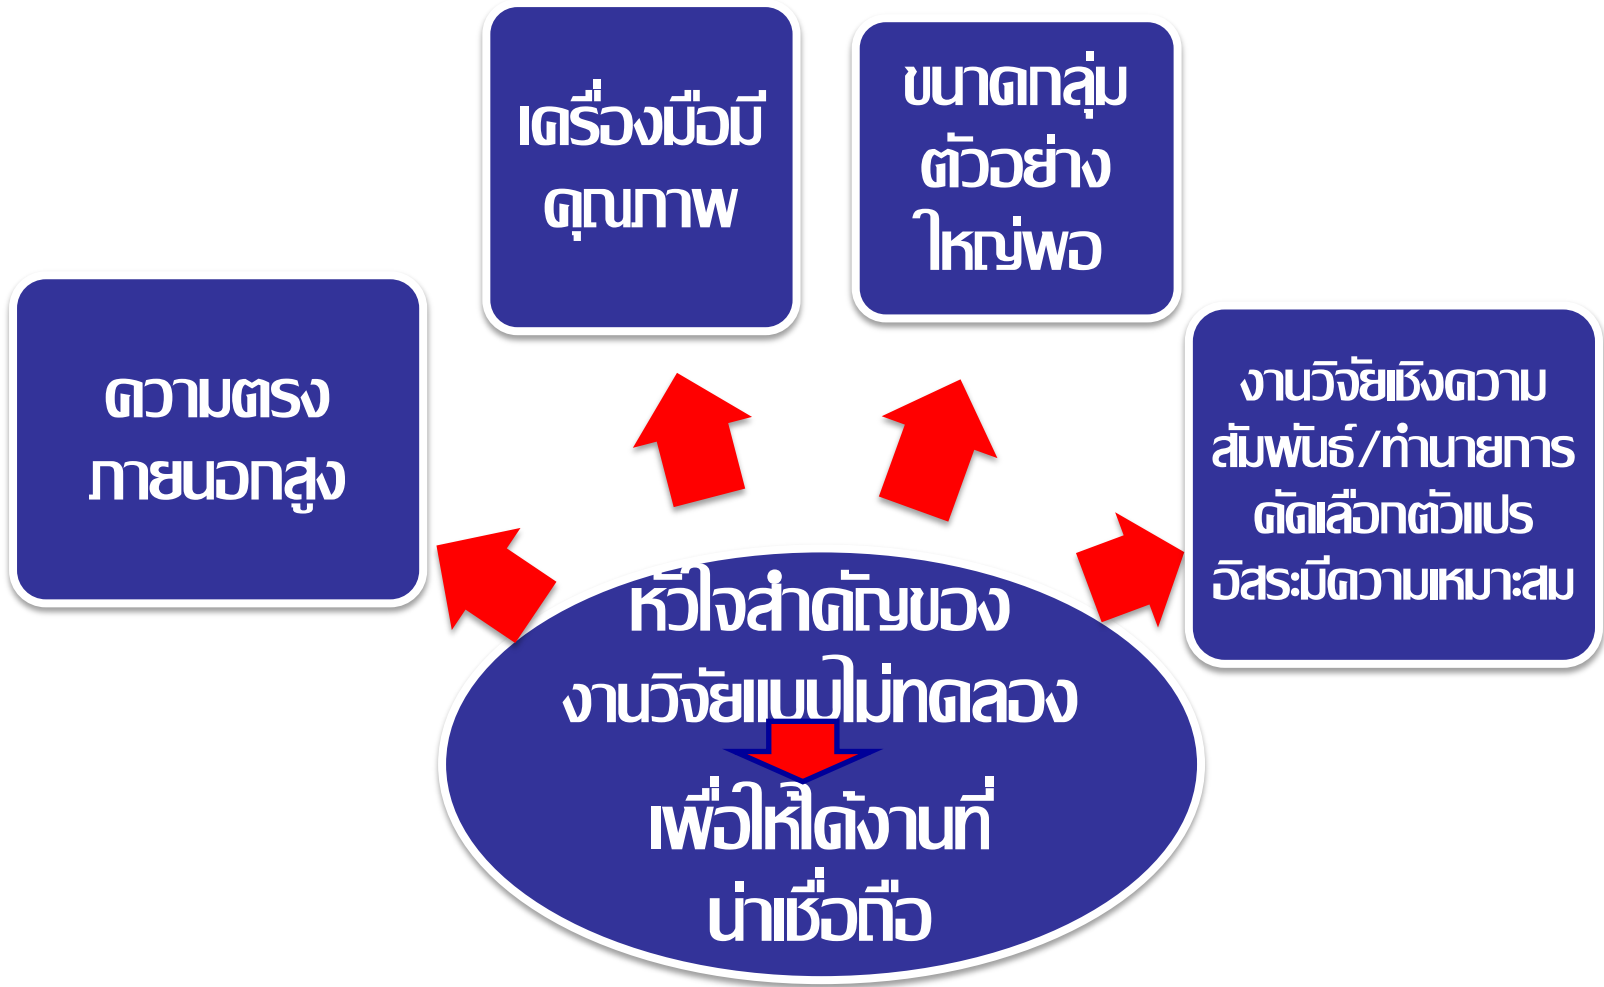 เครื่องมือมี
คุณภาพ
ขนาดกลุ่ม
ตัวอย่าง
ใหญ่พอ
ความตรง
ภายนอกสูง
งานวิจัยเชิงความ
สัมพันธ์/ทำนายการ
คัดเลือกตัวแปร
อิสระมีความเหมาะสม
หัวใจสำคัญของ
งานวิจัยแบบไม่ทดลอง
เพื่อให้ได้งานที่
น่าเชื่อถือ